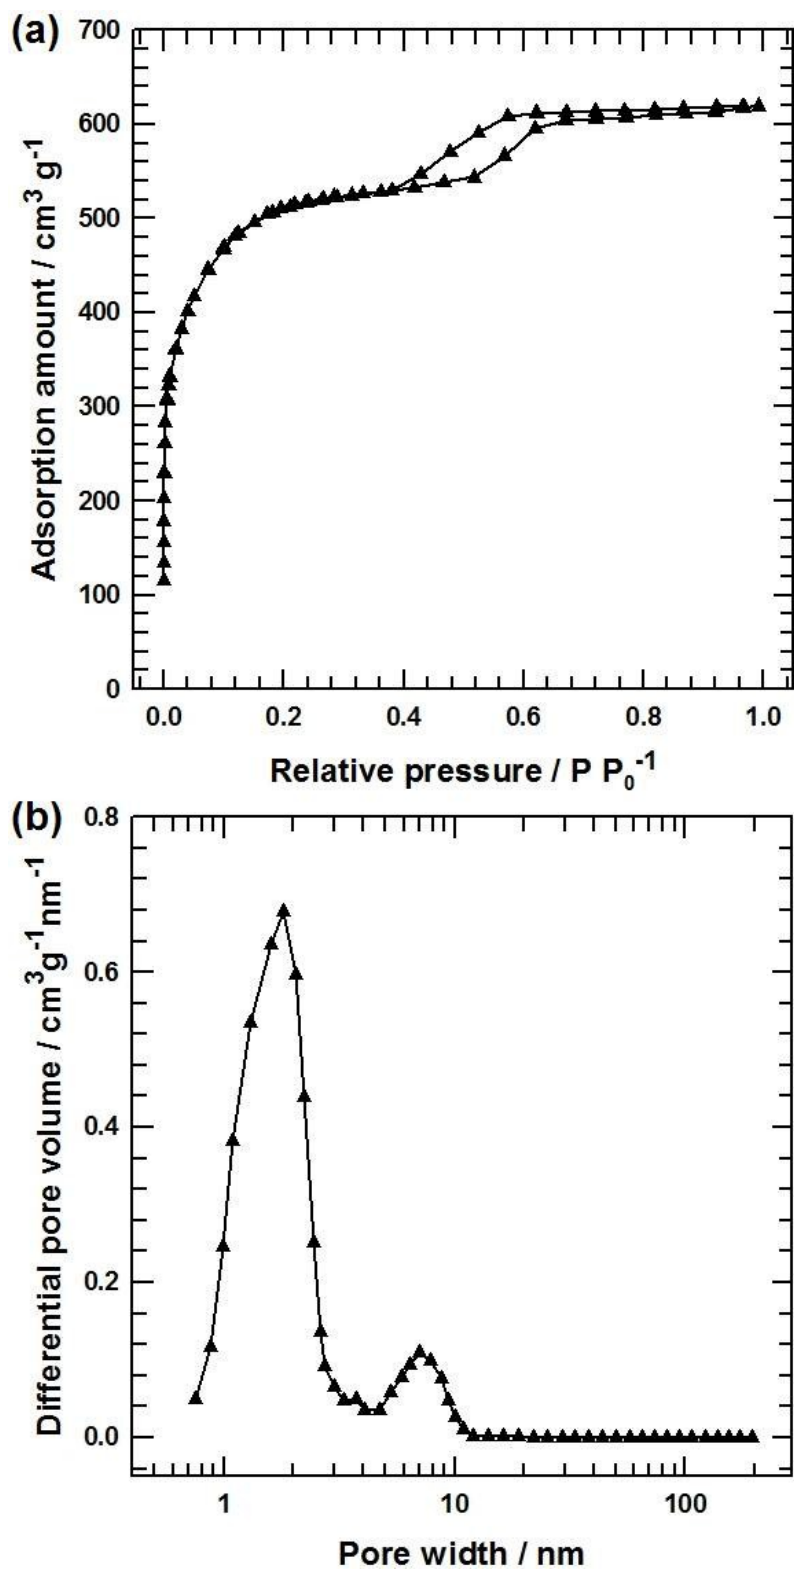 (a)
700
600
500
400
300
200
100
0
Adsorption amount / cm³ g⁻¹
0.0 0.2 0.4 0.6 0.8 1.0
Relative pressure / P P₀⁻¹
(b)
0.8
0.6
0.4
0.2
0.0
Differential pore volume / cm³g⁻¹nm⁻¹
1 10 100
Pore width / nm